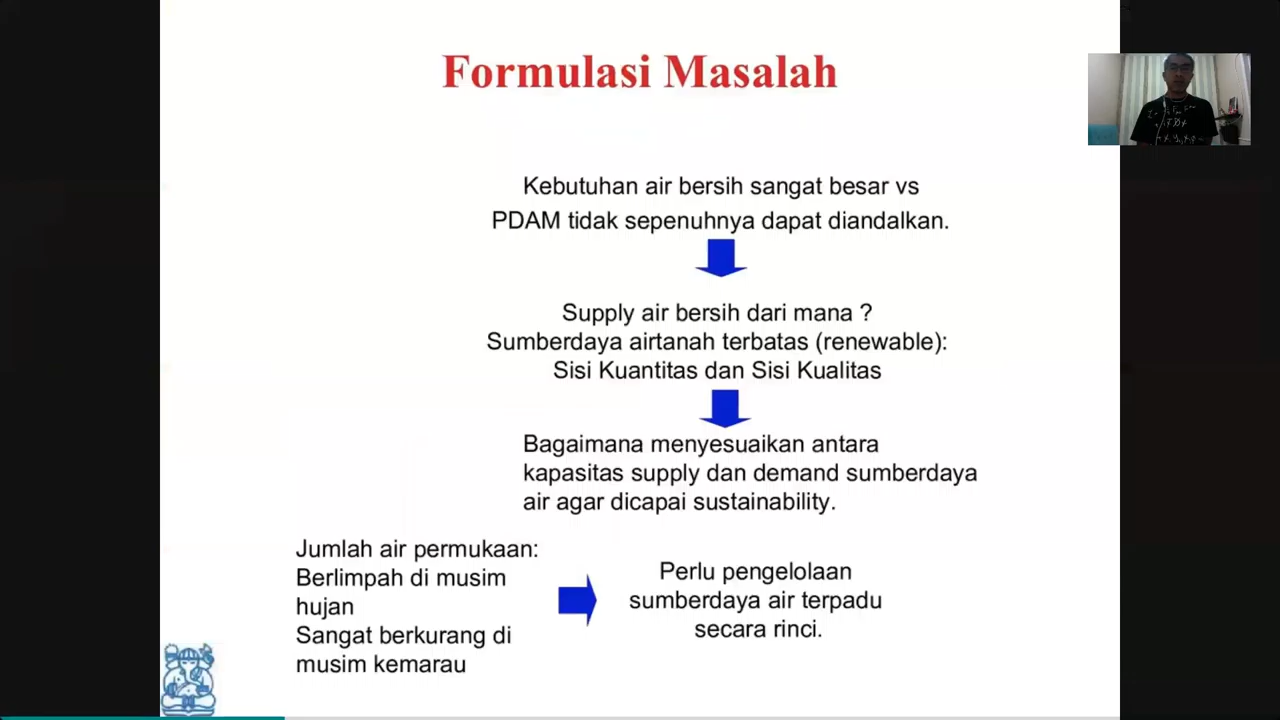 Formulasi Masalah
Kebutuhan air bersih sangat besar vs
PDAM tidak sepenuhnya dapat diandalkan.
Supply air bersih dari mana ?
Sumberdaya airtanah terbatas (renewable):
Sisi Kuantitas dan Sisi Kualitas
Bagaimana menyesuaikan antara
kapasitas supply dan demand sumberdaya
air agar dicapai sustainability.
Jumlah air permukaan:
Berlimpah di musim
hujan
Sangat berkurang di
musim kemarau
Perlu pengelolaan
sumberdaya air terpadu
secara rinci.